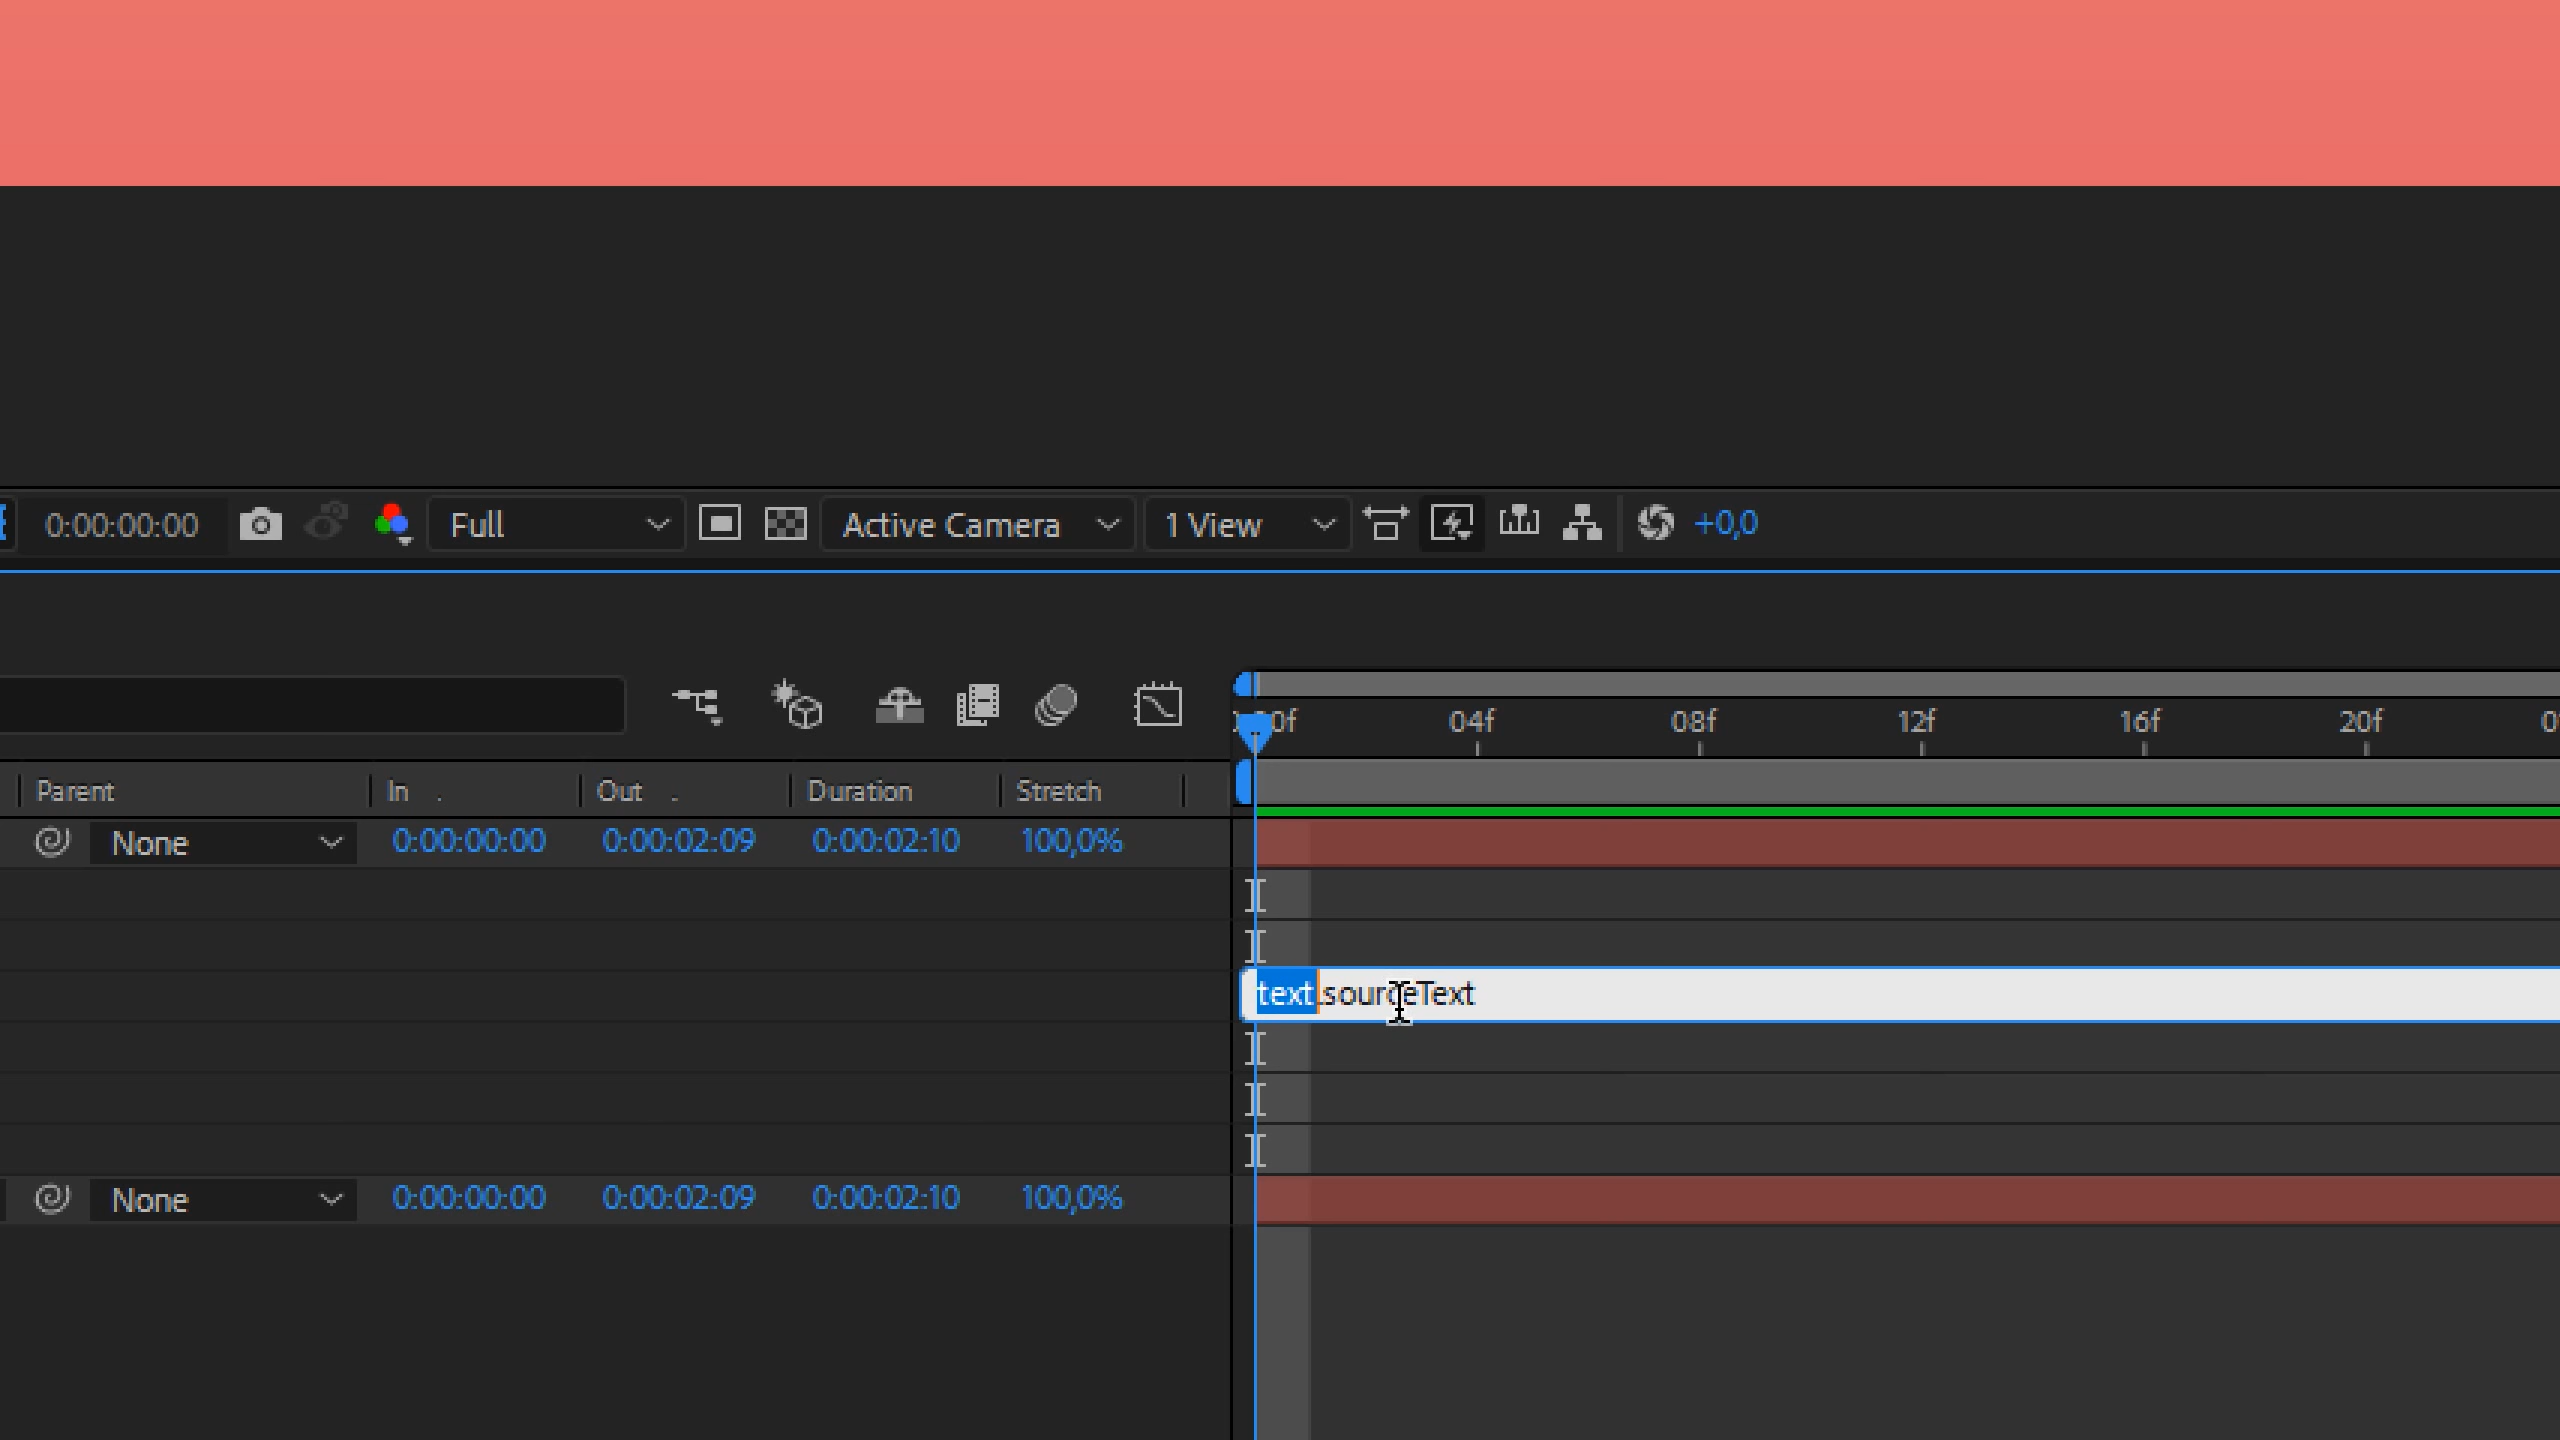 0:00:00:00 Full Active Camera 1 View +0,0
04f 08f 12f 16f 20f
Parent In Out Duration Stretch
None 0:00:00:00 0:00:02:09 0:00:02:10 100,0%
text.sourceText
None 0:00:00:00 0:00:02:09 0:00:02:10 100,0%